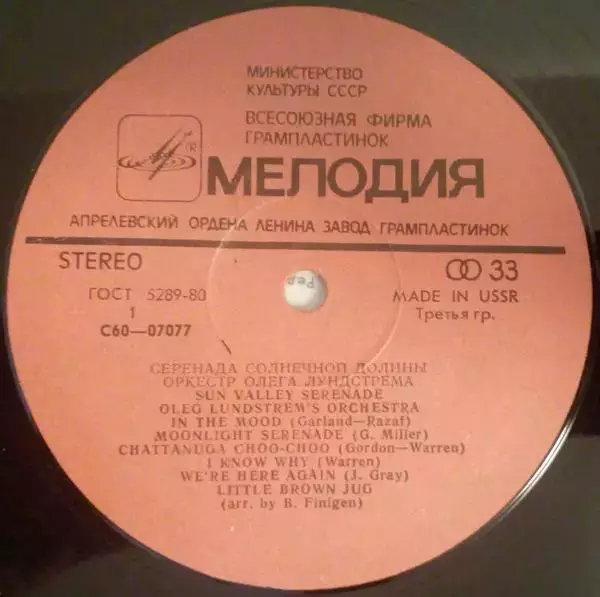 МИНИСТЕРСТВО
КУЛЬТУРЫ СССР
ВСЕСОЮЗНАЯ ФИРМА
ГРАМПЛАСТИНОК
®
МЕЛОДИЯ
АПРЕЛЕВСКИЙ ОРДЕНА ЛЕНИНА ЗАВОД ГРАМПЛАСТИНОК
STEREO
33
ГОСТ 5289-80
MADE IN USSR
1
Третья гр.
С60—07077
СЕРЕНАДА СОЛНЕЧНОЙ ДОЛИНЫ
ОРКЕСТР ОЛЕГА ЛУНДСТРЕМА
SUN VALLEY SERENADE
OLEG LUNDSTREM'S ORCHESTRA
IN THE MOOD (Garland—Razaf)
MOONLIGHT SERENADE (G. Miller)
CHATTANUGA CHOO-CHOO (Gordon—Warren)
I KNOW WHY (Warren)
WE'RE HERE AGAIN (J. Gray)
LITTLE BROWN JUG
(arr. by B. Finigen)